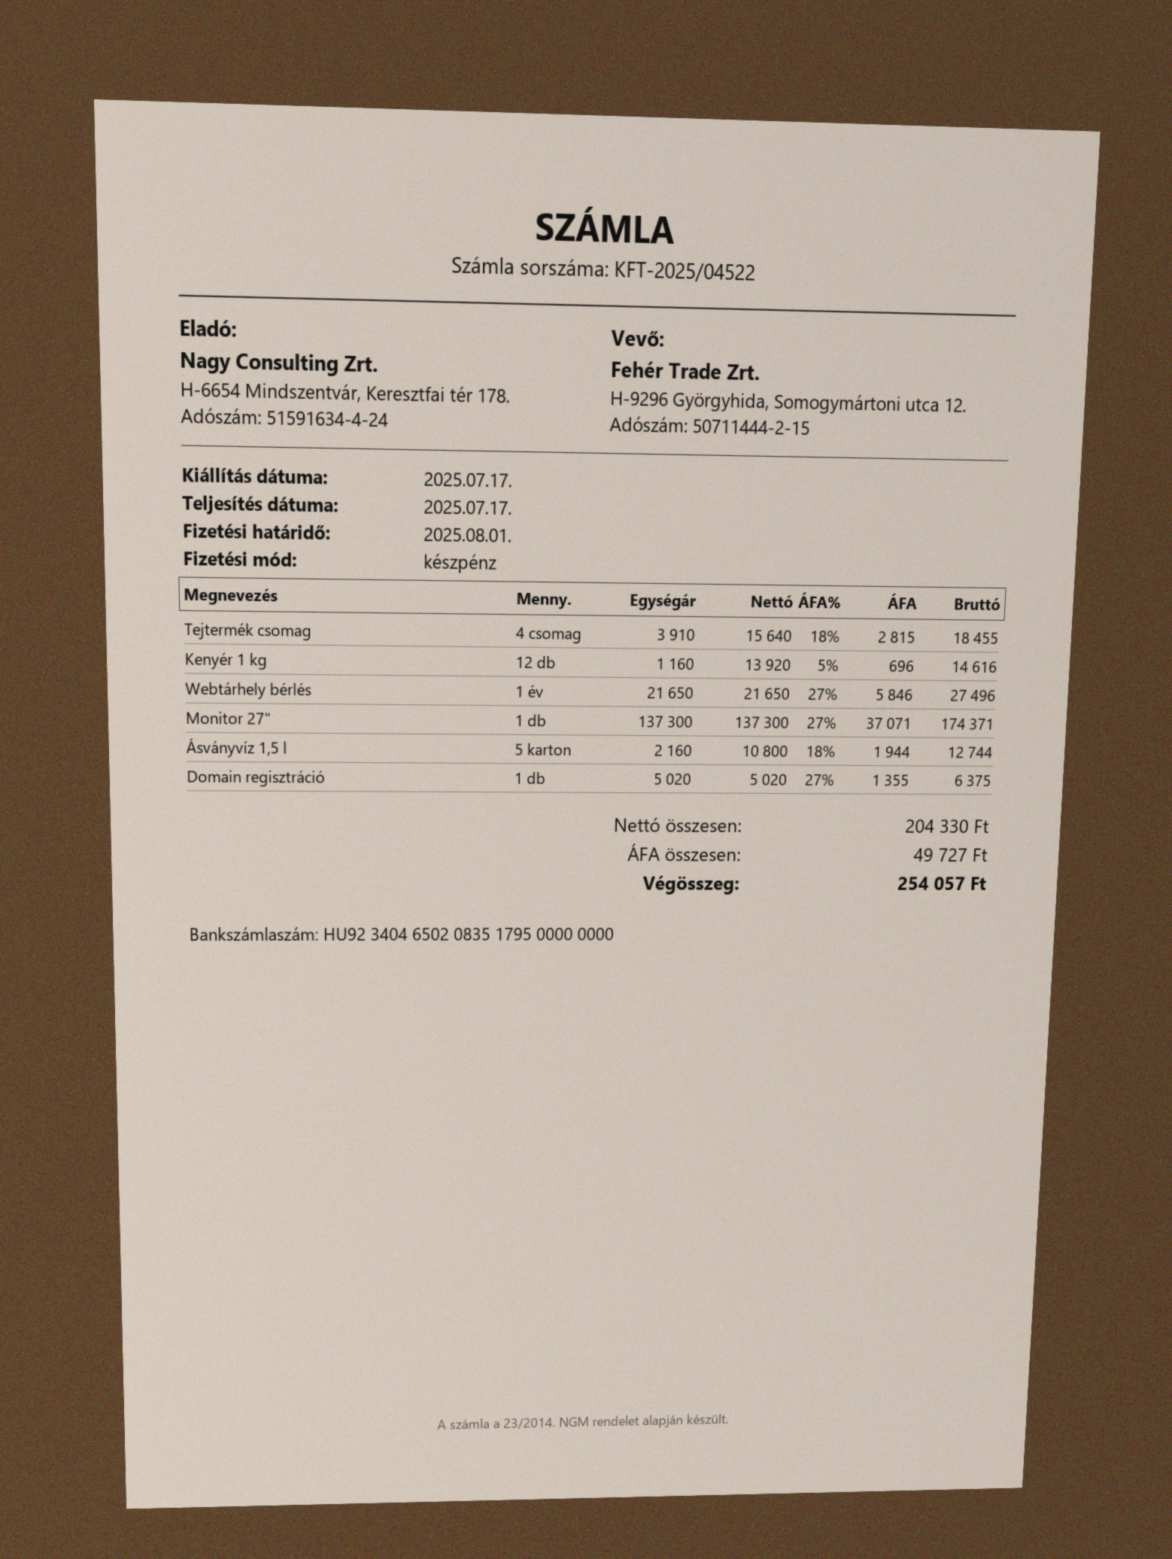 SZÁMLA
Számla sorszáma: KFT-2025/04522
Eladó:
Nagy Consulting Zrt.
H-6654 Mindszentvár, Keresztfai tér 178.
Adószám: 51591634-4-24
Vevő:
Fehér Trade Zrt.
H-9296 Györgyhida, Somogymártoni utca 12.
Adószám: 50711444-2-15
Kiállítás dátuma: 2025.07.17.
Teljesítés dátuma: 2025.07.17.
Fizetési határidő: 2025.08.01.
Fizetési mód: készpénz
Megnevezés Menny. Egységár Nettó ÁFA% ÁFA Bruttó
Tejtermék csomag 4 csomag 3 910 15 640 18% 2 815 18 455
Kenyér 1 kg 12 db 1 160 13 920 5% 696 14 616
Webtárhely bérlés 1 év 21 650 21 650 27% 5 846 27 496
Monitor 27" 1 db 137 300 137 300 27% 37 071 174 371
Ásványvíz 1,5 l 5 karton 2 160 10 800 18% 1 944 12 744
Domain regisztráció 1 db 5 020 5 020 27% 1 355 6 375
Nettó összesen: 204 330 Ft
ÁFA összesen: 49 727 Ft
Végösszeg: 254 057 Ft
Bankszámlaszám: HU92 3404 6502 0835 1795 0000 0000
A számla a 23/2014. NGM rendelet alapján készült.